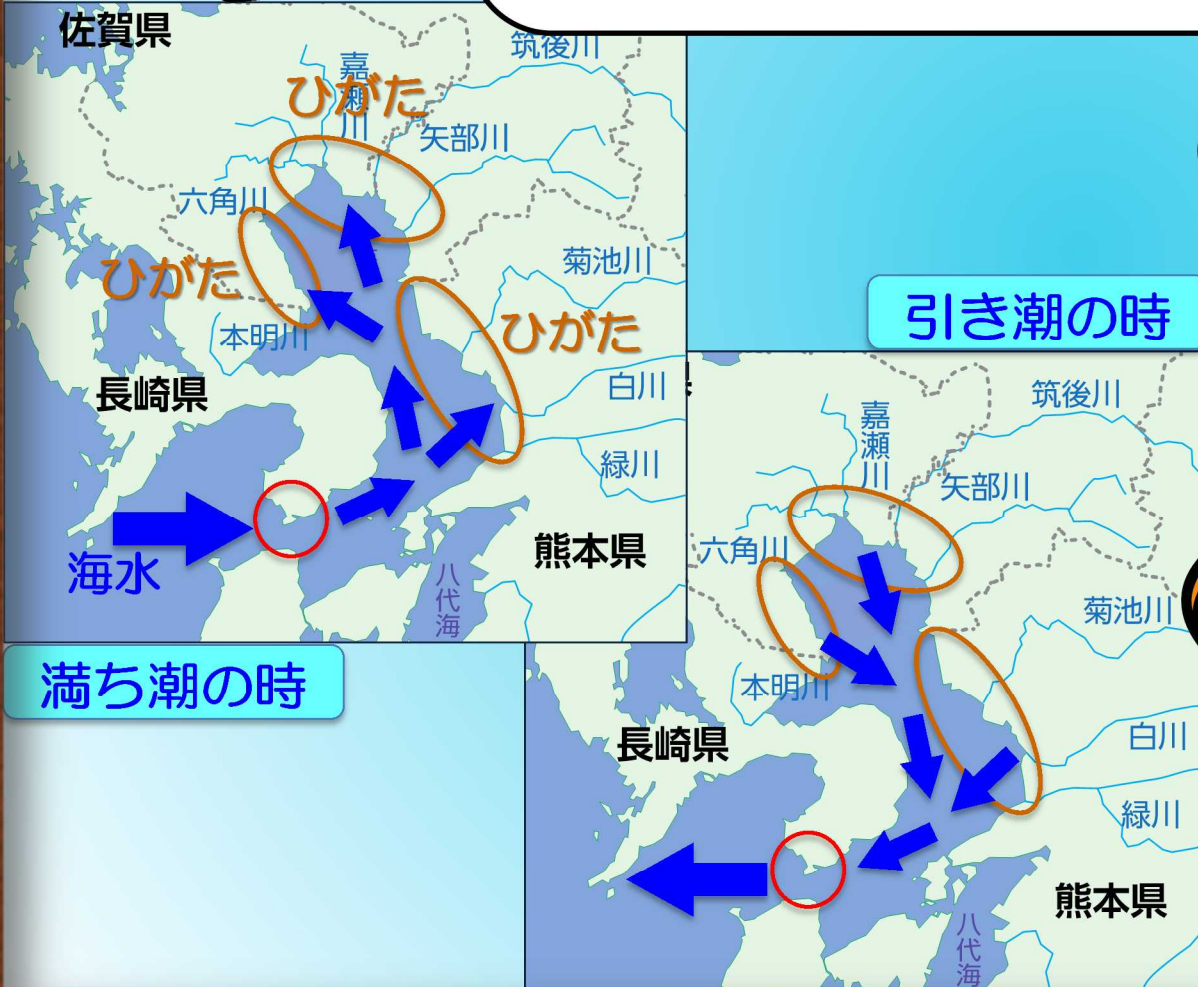 佐賀県
筑後川
嘉瀬川
ひがた
矢部川
六角川
ひがた
菊池川
ひがた
本明川
白川
長崎県
緑川
海水
熊本県
八代海
満ち潮の時
引き潮の時
筑後川
嘉瀬川
矢部川
六角川
菊池川
本明川
白川
長崎県
緑川
熊本県
八代海